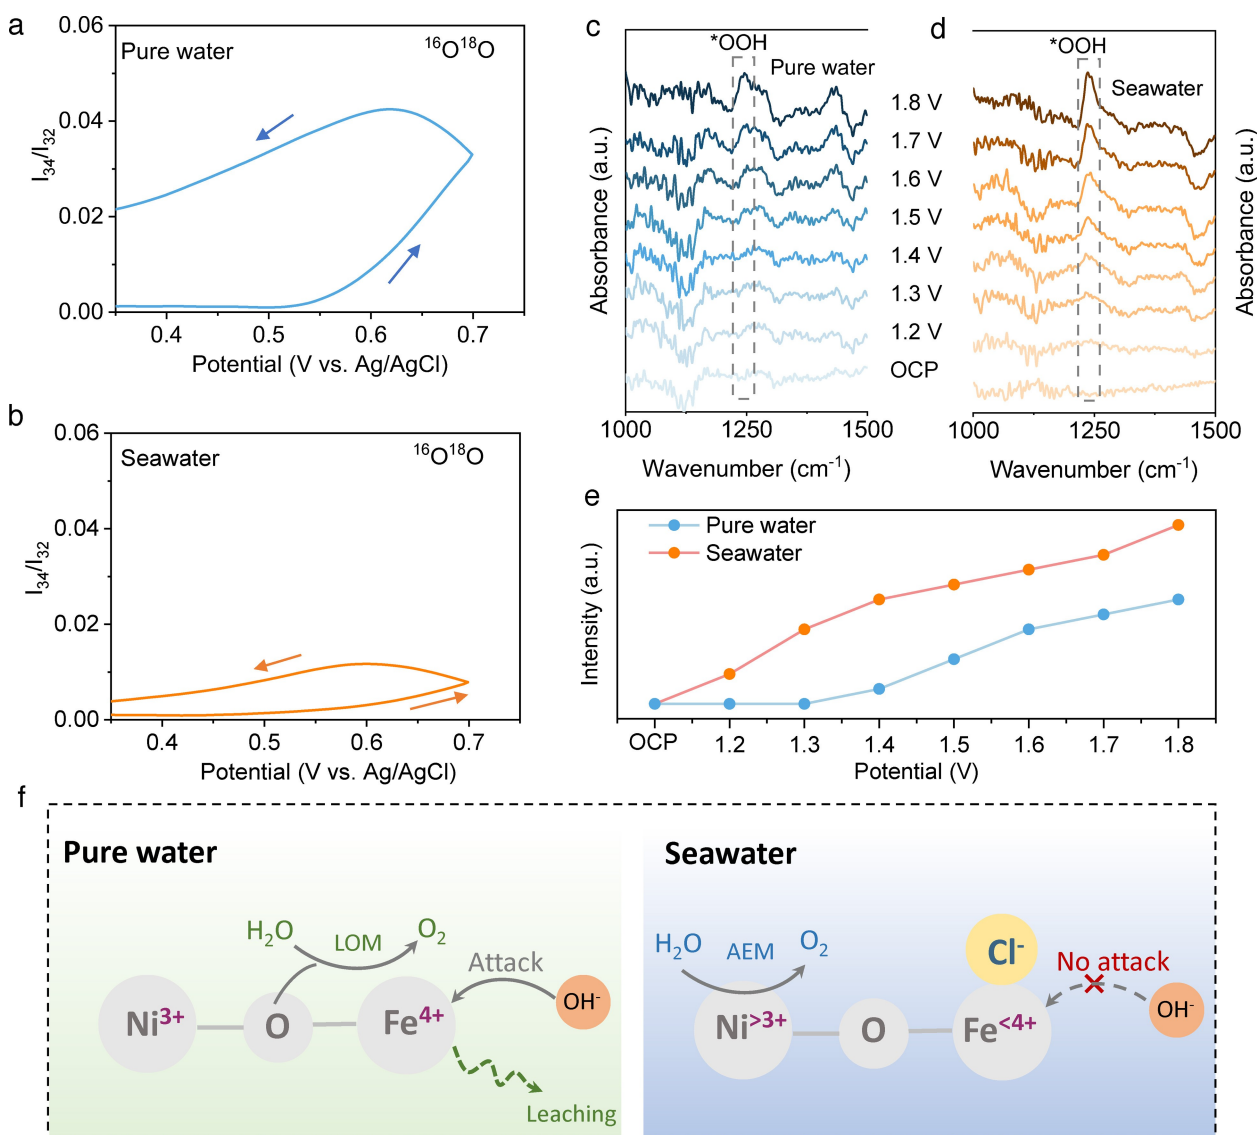 a
Pure water
¹⁶O¹⁸O
I₃₄/I₃₂
0.06
0.04
0.02
0.00
0.4 0.5 0.6 0.7
Potential (V vs. Ag/AgCl)
b
Seawater
¹⁶O¹⁸O
I₃₄/I₃₂
0.06
0.04
0.02
0.00
0.4 0.5 0.6 0.7
Potential (V vs. Ag/AgCl)
c
*OOH
Pure water
Absorbance (a.u.)
1000 1250 1500
Wavenumber (cm⁻¹)
1.8 V
1.7 V
1.6 V
1.5 V
1.4 V
1.3 V
1.2 V
OCP
d
*OOH
Seawater
Absorbance (a.u.)
1000 1250 1500
Wavenumber (cm⁻¹)
e
Pure water
Seawater
Intensity (a.u.)
OCP 1.2 1.3 1.4 1.5 1.6 1.7 1.8
Potential (V)
f
Pure water
H₂O LOM O₂
Attack
Ni³⁺ O Fe⁴⁺ OH⁻
Leaching
Seawater
H₂O AEM O₂
Cl⁻
No attack
Ni>³⁺ O Fe<⁴⁺ OH⁻